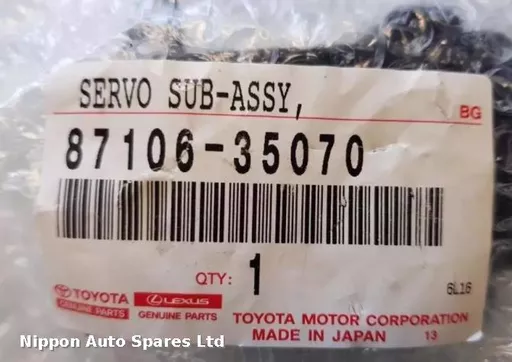 SERVO SUB-ASSY,
BG
87106-35070
QTY: 1
6L16
TOYOTA
GENUINE PARTS
LEXUS
GENUINE PARTS
TOYOTA MOTOR CORPORATION
MADE IN JAPAN 13
Nippon Auto Spares Ltd